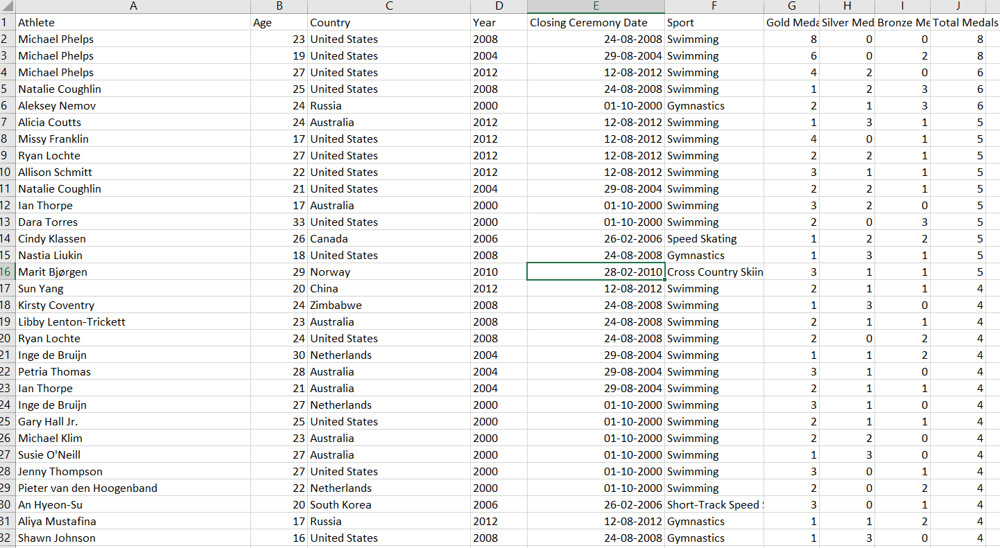 A B C D E F G H I J
1 Athlete Age Country Year Closing Ceremony Date Sport Gold Meda Silver Med Bronze Me Total Medals
2 Michael Phelps 23 United States 2008 24-08-2008 Swimming 8 0 0 8
3 Michael Phelps 19 United States 2004 29-08-2004 Swimming 6 0 2 8
4 Michael Phelps 27 United States 2012 12-08-2012 Swimming 4 2 0 6
5 Natalie Coughlin 25 United States 2008 24-08-2008 Swimming 1 2 3 6
6 Aleksey Nemov 24 Russia 2000 01-10-2000 Gymnastics 2 1 3 6
7 Alicia Coutts 24 Australia 2012 12-08-2012 Swimming 1 3 1 5
8 Missy Franklin 17 United States 2012 12-08-2012 Swimming 4 0 1 5
9 Ryan Lochte 27 United States 2012 12-08-2012 Swimming 2 2 1 5
10 Allison Schmitt 22 United States 2012 12-08-2012 Swimming 3 1 1 5
11 Natalie Coughlin 21 United States 2004 29-08-2004 Swimming 2 2 1 5
12 Ian Thorpe 17 Australia 2000 01-10-2000 Swimming 3 2 0 5
13 Dara Torres 33 United States 2000 01-10-2000 Swimming 2 0 3 5
14 Cindy Klassen 26 Canada 2006 26-02-2006 Speed Skating 1 2 2 5
15 Nastia Liukin 18 United States 2008 24-08-2008 Gymnastics 1 3 1 5
16 Marit Bjørgen 29 Norway 2010 28-02-2010 Cross Country Skiin 3 1 1 5
17 Sun Yang 20 China 2012 12-08-2012 Swimming 2 1 1 4
18 Kirsty Coventry 24 Zimbabwe 2008 24-08-2008 Swimming 1 3 0 4
19 Libby Lenton-Trickett 23 Australia 2008 24-08-2008 Swimming 2 1 1 4
20 Ryan Lochte 24 United States 2008 24-08-2008 Swimming 2 0 2 4
21 Inge de Bruijn 30 Netherlands 2004 29-08-2004 Swimming 1 1 2 4
22 Petria Thomas 28 Australia 2004 29-08-2004 Swimming 3 1 0 4
23 Ian Thorpe 21 Australia 2004 29-08-2004 Swimming 2 1 1 4
24 Inge de Bruijn 27 Netherlands 2000 01-10-2000 Swimming 3 1 0 4
25 Gary Hall Jr. 25 United States 2000 01-10-2000 Swimming 2 1 1 4
26 Michael Klim 23 Australia 2000 01-10-2000 Swimming 2 2 0 4
27 Susie O'Neill 27 Australia 2000 01-10-2000 Swimming 1 3 0 4
28 Jenny Thompson 27 United States 2000 01-10-2000 Swimming 3 0 1 4
29 Pieter van den Hoogenband 22 Netherlands 2000 01-10-2000 Swimming 2 0 2 4
30 An Hyeon-Su 20 South Korea 2006 26-02-2006 Short-Track Speed 3 0 1 4
31 Aliya Mustafina 17 Russia 2012 12-08-2012 Gymnastics 1 1 2 4
32 Shawn Johnson 16 United States 2008 24-08-2008 Gymnastics 1 3 0 4